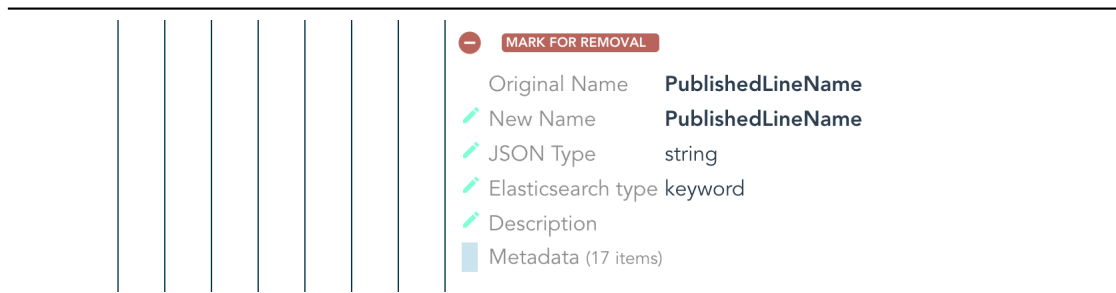 MARK FOR REMOVAL
Original Name PublishedLineName
New Name PublishedLineName
JSON Type string
Elasticsearch type keyword
Description
Metadata (17 items)